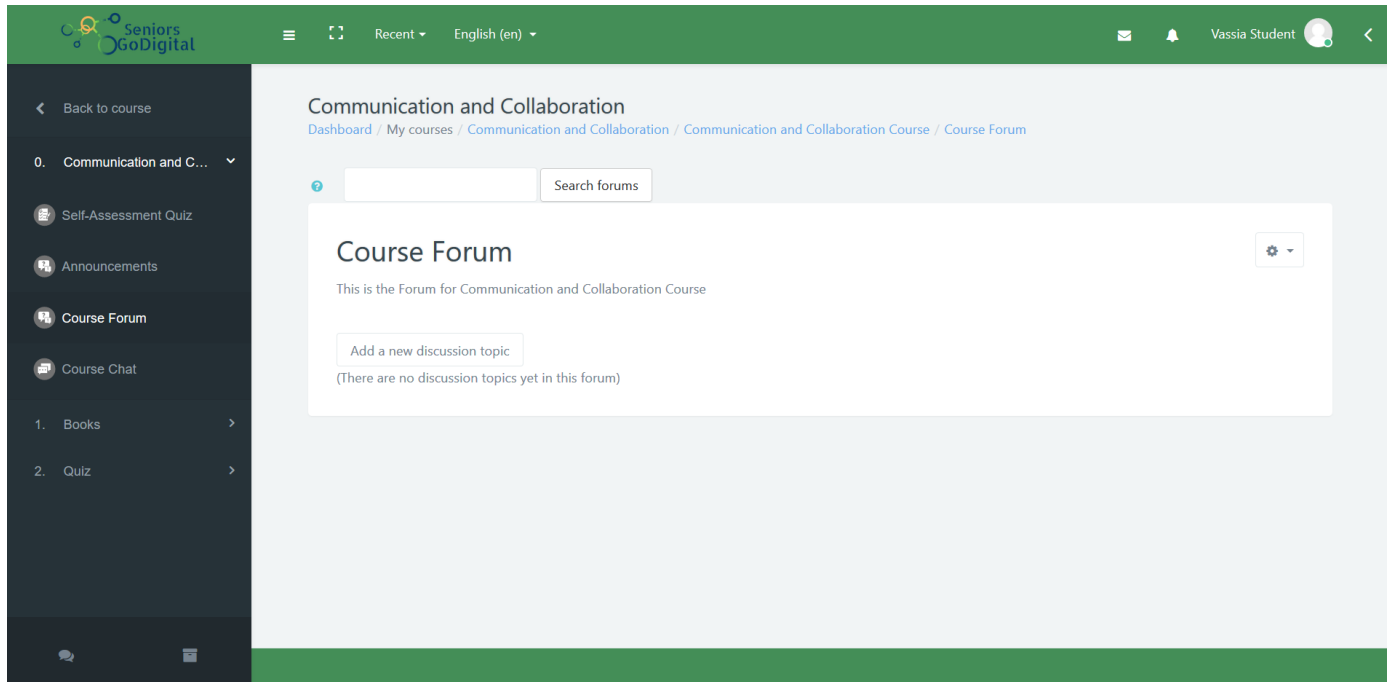 Seniors
GoDigital
Recent
English (en)
Vassia Student
Back to course
0. Communication and C...
Self-Assessment Quiz
Announcements
Course Forum
Course Chat
1. Books
2. Quiz
Communication and Collaboration
Dashboard / My courses / Communication and Collaboration / Communication and Collaboration Course / Course Forum
Search forums
Course Forum
This is the Forum for Communication and Collaboration Course
Add a new discussion topic
(There are no discussion topics yet in this forum)